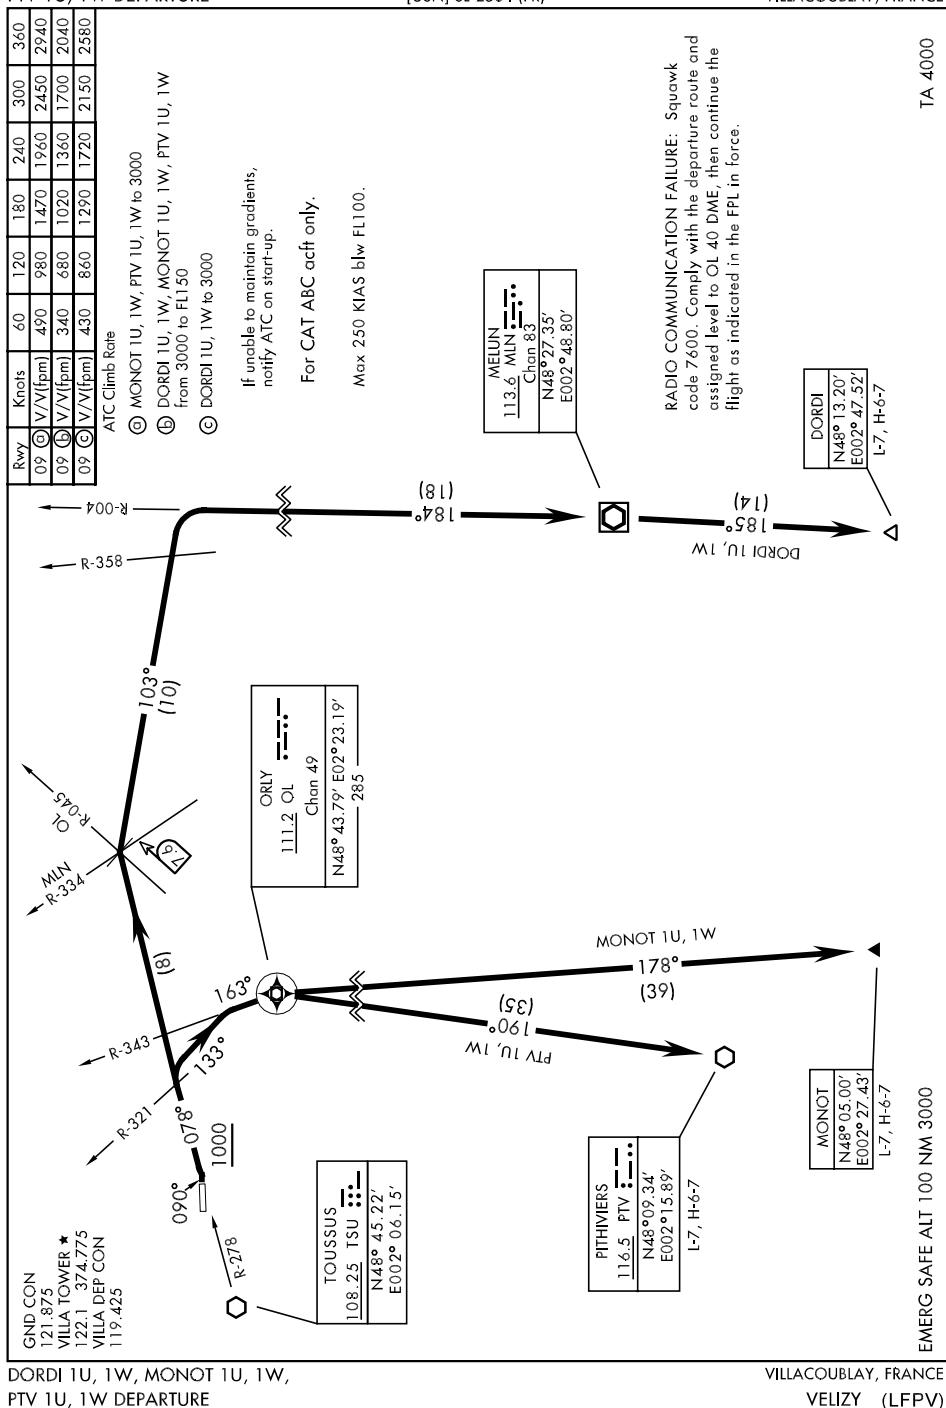 GND CON
121.875
VILLA TOWER ★
122.1 374.775
VILLA DEP CON
119.425
Rwy Knots 60 120 180 240 300 360
09 ⓐ V/V(fpm) 490 980 1470 1960 2450 2940
09 ⓑ V/V(fpm) 340 680 1020 1360 1700 2040
09 ⓒ V/V(fpm) 430 860 1290 1720 2150 2580
ATC Climb Rate
ⓐ MONOT 1U, 1W, PTV 1U, 1W to 3000
ⓑ DORDI 1U, 1W, MONOT 1U, 1W, PTV 1U, 1W
from 3000 to FL150
ⓒ DORDI 1U, 1W to 3000
If unable to maintain gradients,
notify ATC on start-up.
For CAT ABC acft only.
Max 250 KIAS blw FL100.
RADIO COMMUNICATION FAILURE: Squawk
code 7600. Comply with the departure route and
assigned level to OL 40 DME, then continue the
flight as indicated in the FPL in force.
TA 4000
R-004
R-358
103°
(10)
184°
(18)
MELUN
113.6 MLN
Chan 83
N48° 27.35'
E002° 48.80'
185°
(14)
DORDI 1U, 1W
DORDI
N48° 13.20'
E002° 47.52'
L-7, H-6-7
OL
R-045
MLN
R-334
7.6
(8)
ORLY
111.2 OL
Chan 49
N48° 43.79' E02° 23.19'
285
R-343
R-321
163°
133°
078°
090°
1000
R-278
TOUSSUS
108.25 TSU
N48° 45.22'
E002° 06.15'
MONOT 1U, 1W
178°
(39)
(35)
190°
PTV 1U, 1W
PITHIVIERS
116.5 PTV
N48° 09.34'
E002° 15.89'
L-7, H-6-7
MONOT
N48° 05.00'
E002° 27.43'
L-7, H-6-7
EMERG SAFE ALT 100 NM 3000
DORDI 1U, 1W, MONOT 1U, 1W,
PTV 1U, 1W DEPARTURE
VILLACOUBLAY, FRANCE
VELIZY (LFPV)